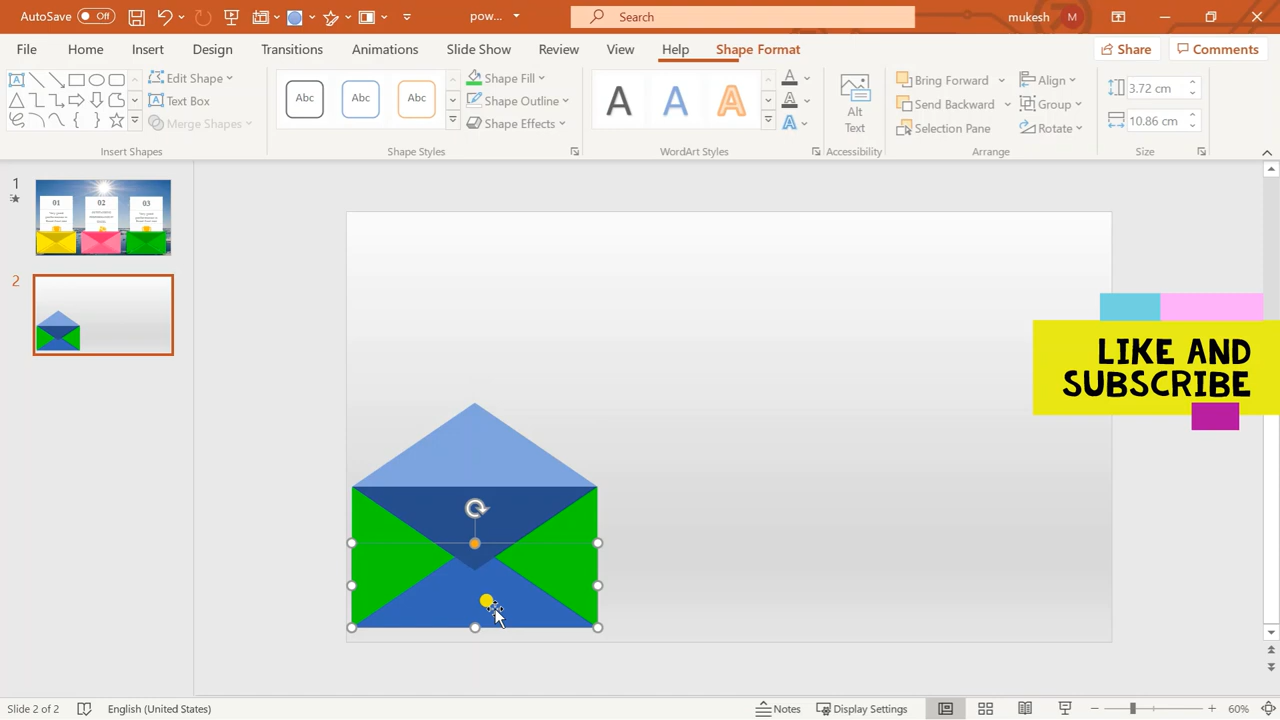 AutoSave Off pow... Search mukesh M
File Home Insert Design Transitions Animations Slide Show Review View Help Shape Format Share Comments
Edit Shape
Text Box
Merge Shapes
Insert Shapes
Abc Abc Abc
Shape Fill
Shape Outline
Shape Effects
Shape Styles
A A A
A
A
A
WordArt Styles
Alt
Text
Accessibility
Bring Forward
Send Backward
Selection Pane
Align
Group
Rotate
Arrange
3.72 cm
10.86 cm
Size
1
01 02 03
2
LIKE AND
SUBSCRIBE
Slide 2 of 2 English (United States) Notes Display Settings 60%